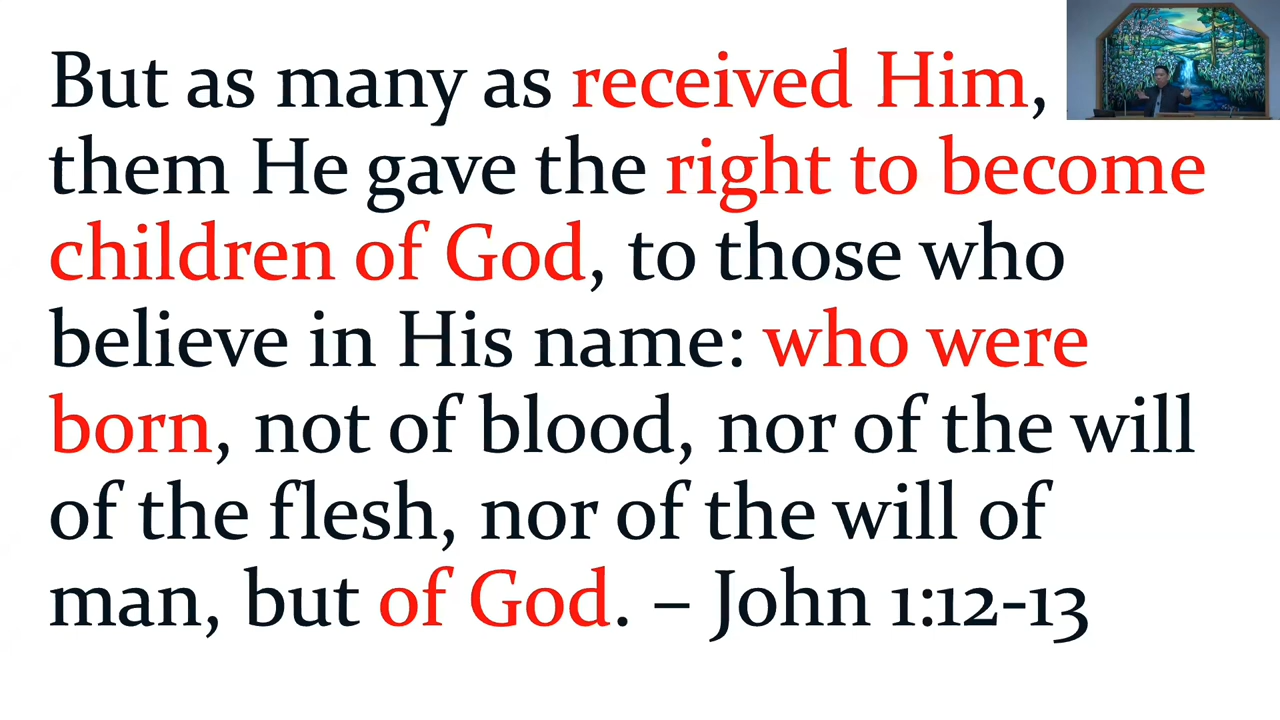 But as many as received Him,
them He gave the right to become
children of God, to those who
believe in His name: who were
born, not of blood, nor of the will
of the flesh, nor of the will of
man, but of God. – John 1:12-13